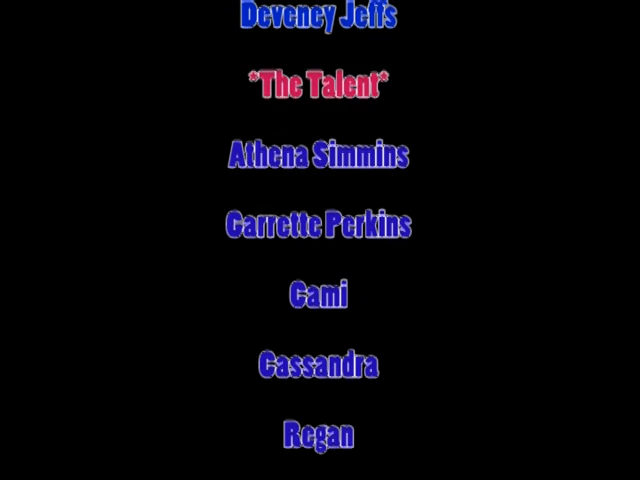 Deveney Jeffs
*The Talent*
Athena Simmins
Garrette Perkins
Cami
Cassandra
Regan